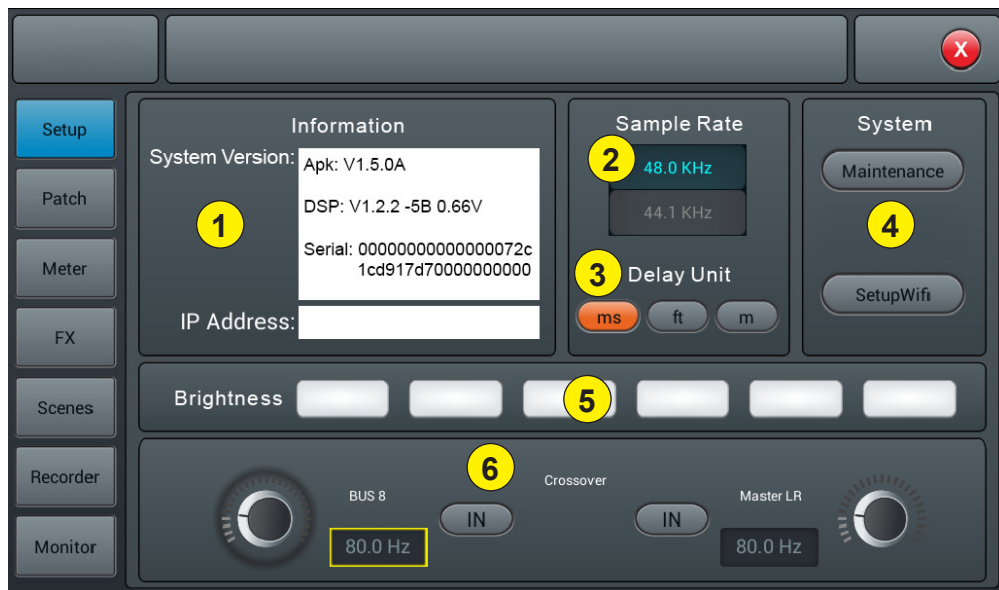 X
Setup
Patch
Meter
FX
Scenes
Recorder
Monitor
Information
System Version:
Apk: V1.5.0A
DSP: V1.2.2 -5B 0.66V
Serial: 00000000000000072c
1cd917d70000000000
IP Address:
1
Sample Rate
2
48.0 KHz
44.1 KHz
3
Delay Unit
ms ft m
System
Maintenance
4
SetupWifi
Brightness
5
6
Crossover
BUS 8
IN
80.0 Hz
IN
Master LR
80.0 Hz